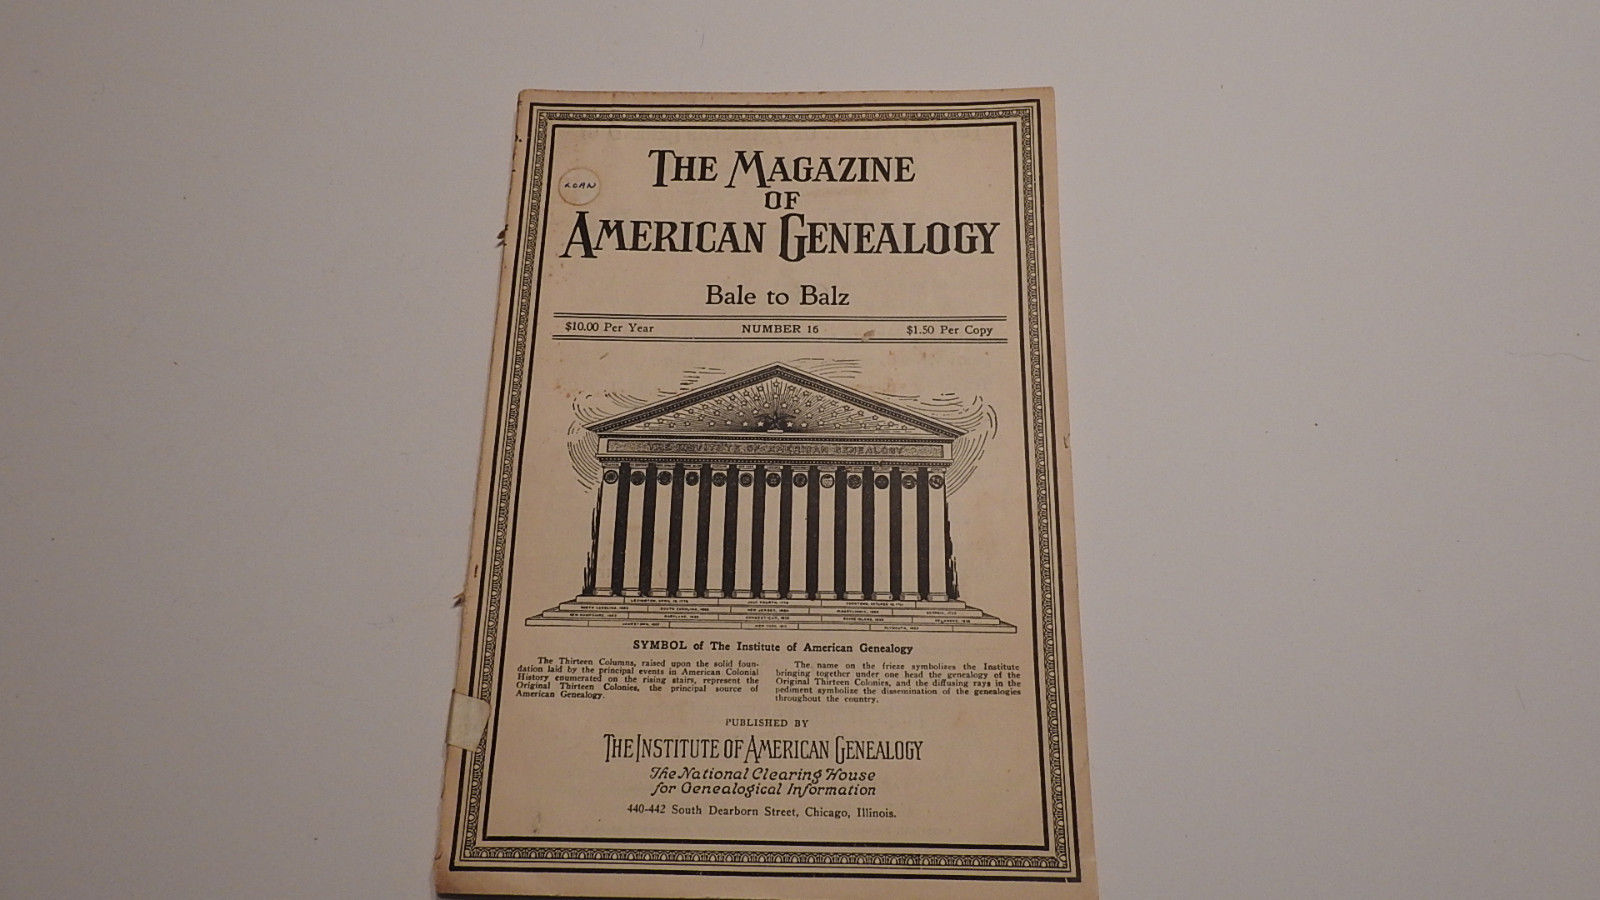 THE MAGAZINE
LOAN
OF
AMERICAN GENEALOGY
Bale to Balz
$10.00 Per Year NUMBER 16 $1.50 Per Copy
THE INSTITUTE OF AMERICAN GENEALOGY
SYMBOL of The Institute of American Genealogy
The Thirteen Columns, raised upon the solid foun-
dation laid by the principal events in American Colonial
History enumerated on the rising stairs, represent the
Original Thirteen Colonies, the principal source of
American Genealogy.
The name on the frieze symbolizes the Institute
bringing together under one head the genealogy of the
Original Thirteen Colonies, and the diffusing rays in the
pediment symbolize the dissemination of the genealogies
throughout the country.
PUBLISHED BY
THE INSTITUTE OF AMERICAN GENEALOGY
The National Clearing House
for Genealogical Information
440-442 South Dearborn Street, Chicago, Illinois.